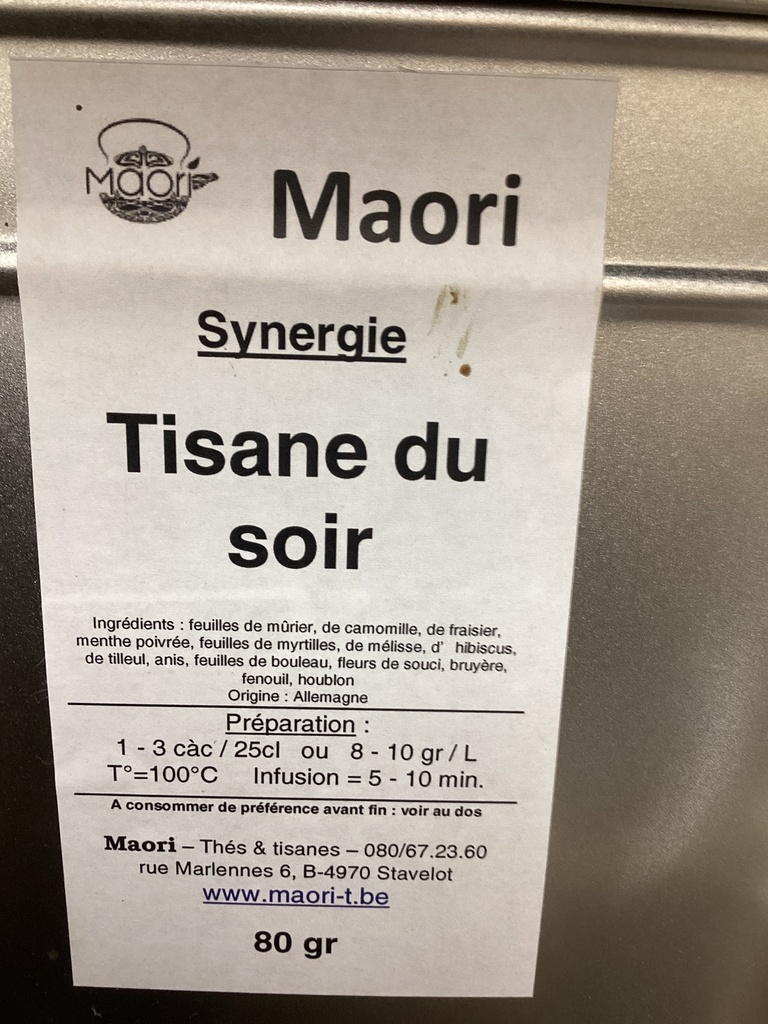 Maori
Maori
Synergie
Tisane du
soir
Ingrédients : feuilles de mûrier, de camomille, de fraisier,
menthe poivrée, feuilles de myrtilles, de mélisse, d' hibiscus,
de tilleul, anis, feuilles de bouleau, fleurs de souci, bruyère,
fenouil, houblon
Origine : Allemagne
Préparation :
1 - 3 càc / 25cl ou 8 - 10 gr / L
T°=100°C Infusion = 5 - 10 min.
A consommer de préférence avant fin : voir au dos
Maori – Thés & tisanes – 080/67.23.60
rue Marlennes 6, B-4970 Stavelot
www.maori-t.be
80 gr